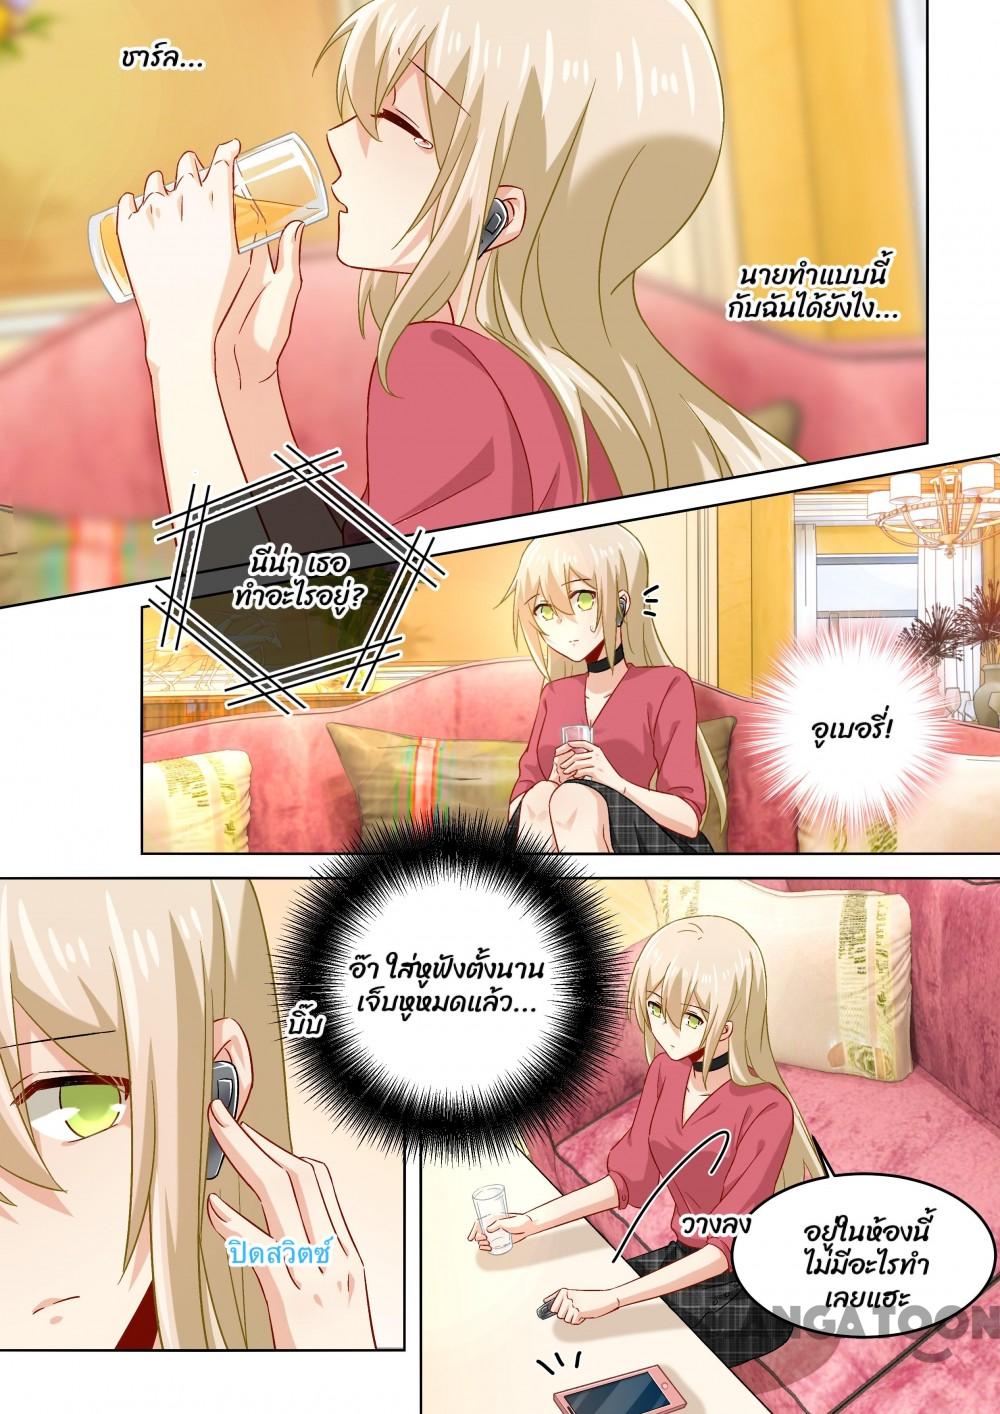 ชาร์ล...
นายทำแบบนี้
กับฉันได้ยังไง...
นีน่า เธอ
ทำอะไรอยู่?
อูเบอรี่!
อ๊า ใส่หูฟังตั้งนาน
เจ็บหูหมดแล้ว...
บี๊บ
ปิดสวิตซ์
วางลง
อยู่ในห้องนี้
ไม่มีอะไรทำ
เลยแฮะ
MANGATOON